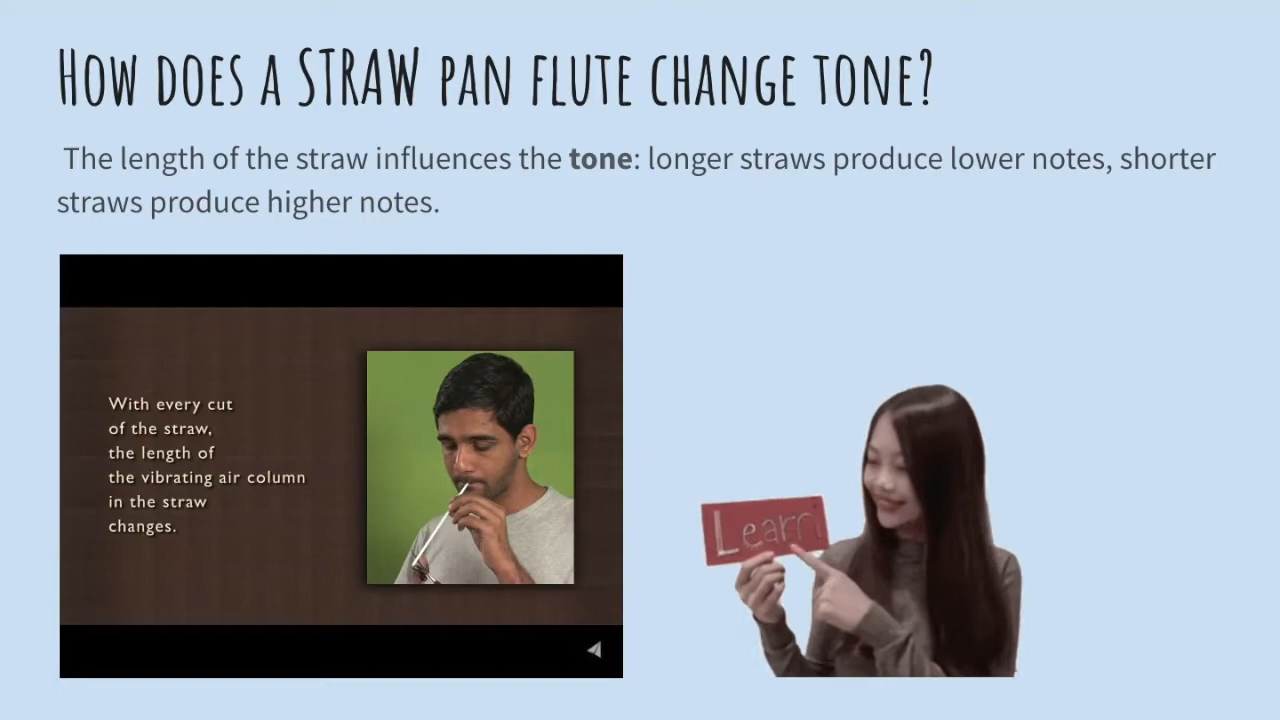 How does a STRAW pan flute change tone?
The length of the straw influences the tone: longer straws produce lower notes, shorter
straws produce higher notes.
With every cut
of the straw,
the length of
the vibrating air column
in the straw
changes.
Learn